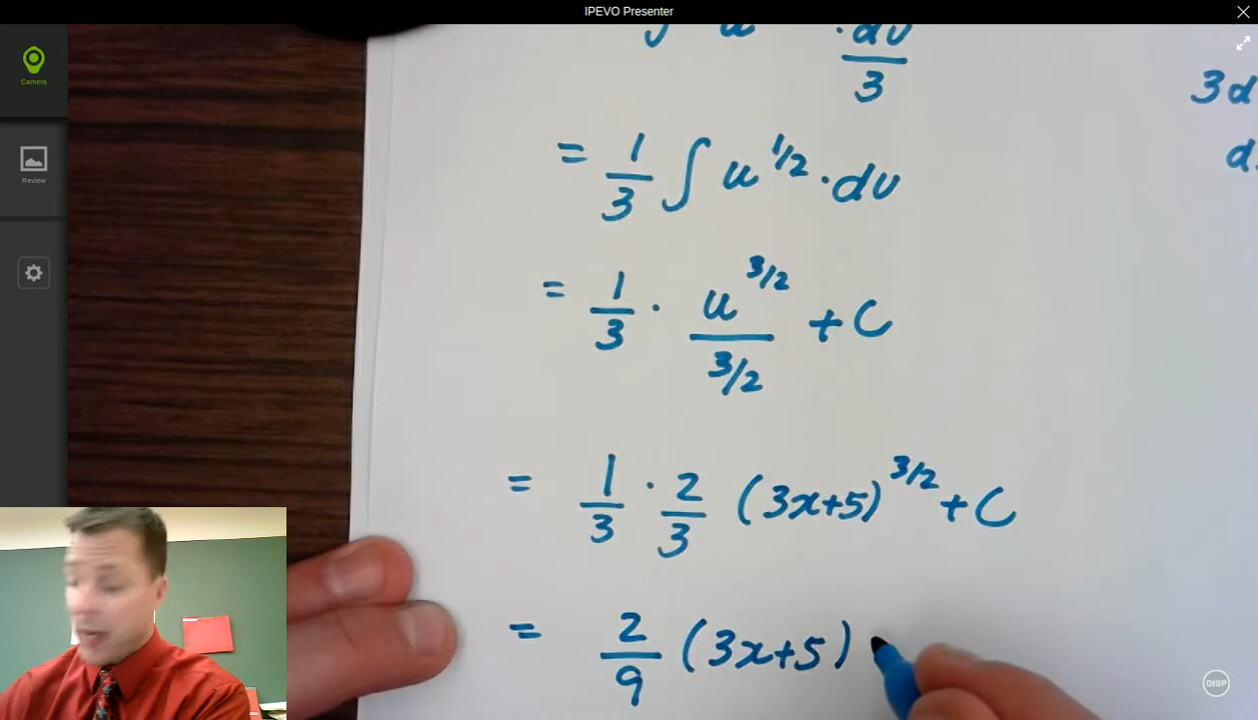 IPEVO Presenter
Camera
Review
∫ u · du/3
3d
d
= 1/3 ∫ u^1/2 · du
= 1/3 · u^3/2 / 3/2 + C
= 1/3 · 2/3 (3x+5)^3/2 + C
= 2/9 (3x+5)
DISP